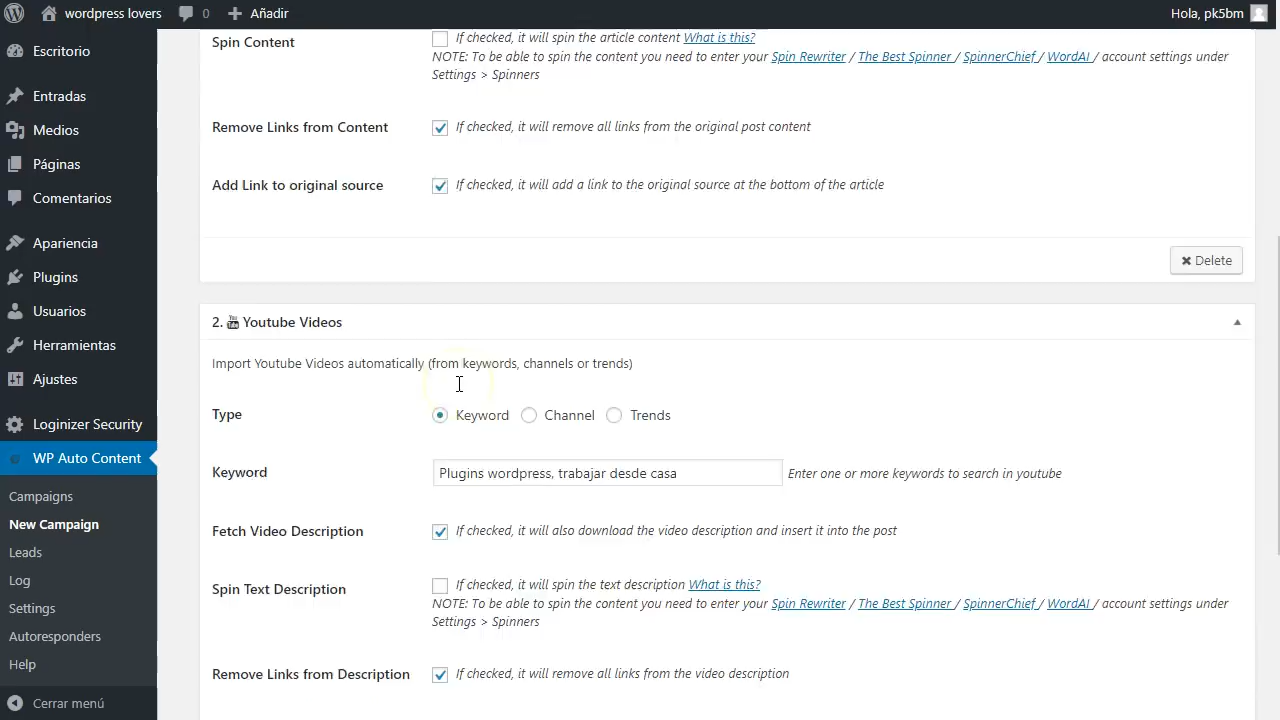 wordpress lovers 0 + Añadir Hola, pk5bm
Escritorio
Entradas
Medios
Páginas
Comentarios
Apariencia
Plugins
Usuarios
Herramientas
Ajustes
Loginizer Security
WP Auto Content
Campaigns
New Campaign
Leads
Log
Settings
Autoresponders
Help
Cerrar menú
Spin Content
If checked, it will spin the article content What is this?
NOTE: To be able to spin the content you need to enter your Spin Rewriter / The Best Spinner / SpinnerChief / WordAI / account settings under
Settings > Spinners
Remove Links from Content
If checked, it will remove all links from the original post content
Add Link to original source
If checked, it will add a link to the original source at the bottom of the article
Delete
2. You Tube Youtube Videos
Import Youtube Videos automatically (from keywords, channels or trends)
Type
Keyword Channel Trends
Keyword
Plugins wordpress, trabajar desde casa Enter one or more keywords to search in youtube
Fetch Video Description
If checked, it will also download the video description and insert it into the post
Spin Text Description
If checked, it will spin the text description What is this?
NOTE: To be able to spin the content you need to enter your Spin Rewriter / The Best Spinner / SpinnerChief / WordAI / account settings under
Settings > Spinners
Remove Links from Description
If checked, it will remove all links from the video description